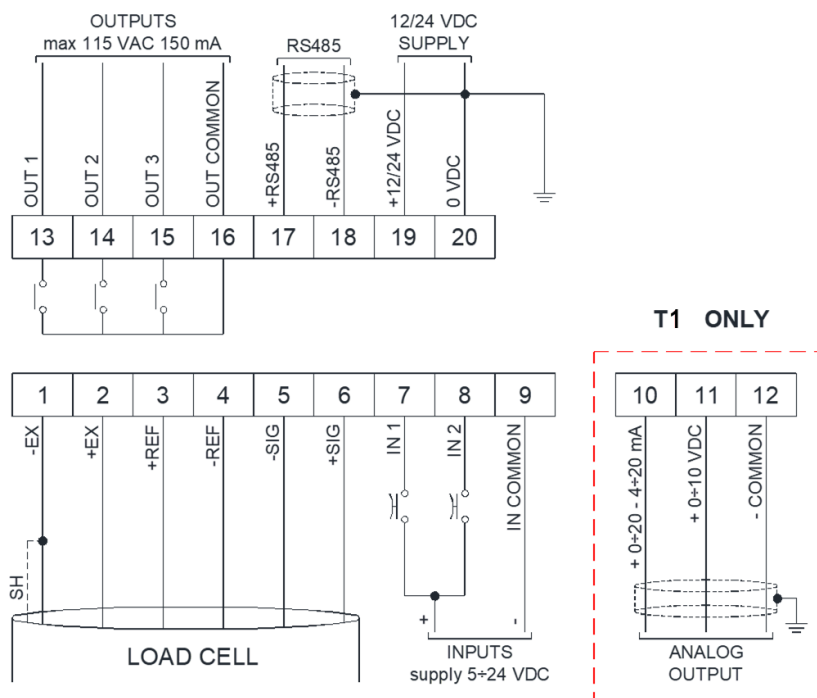 OUTPUTS
max 115 VAC 150 mA
RS485
12/24 VDC
SUPPLY
OUT 1
OUT 2
OUT 3
OUT COMMON
+RS485
-RS485
+12/24 VDC
0 VDC
13 14 15 16 17 18 19 20
T1 ONLY
1 2 3 4 5 6 7 8 9
10 11 12
-EX
+EX
+REF
-REF
-SIG
+SIG
IN 1
IN 2
IN COMMON
+ 0÷20 - 4÷20 mA
+ 0÷10 VDC
- COMMON
SH
+ -
LOAD CELL
INPUTS
supply 5÷24 VDC
ANALOG
OUTPUT